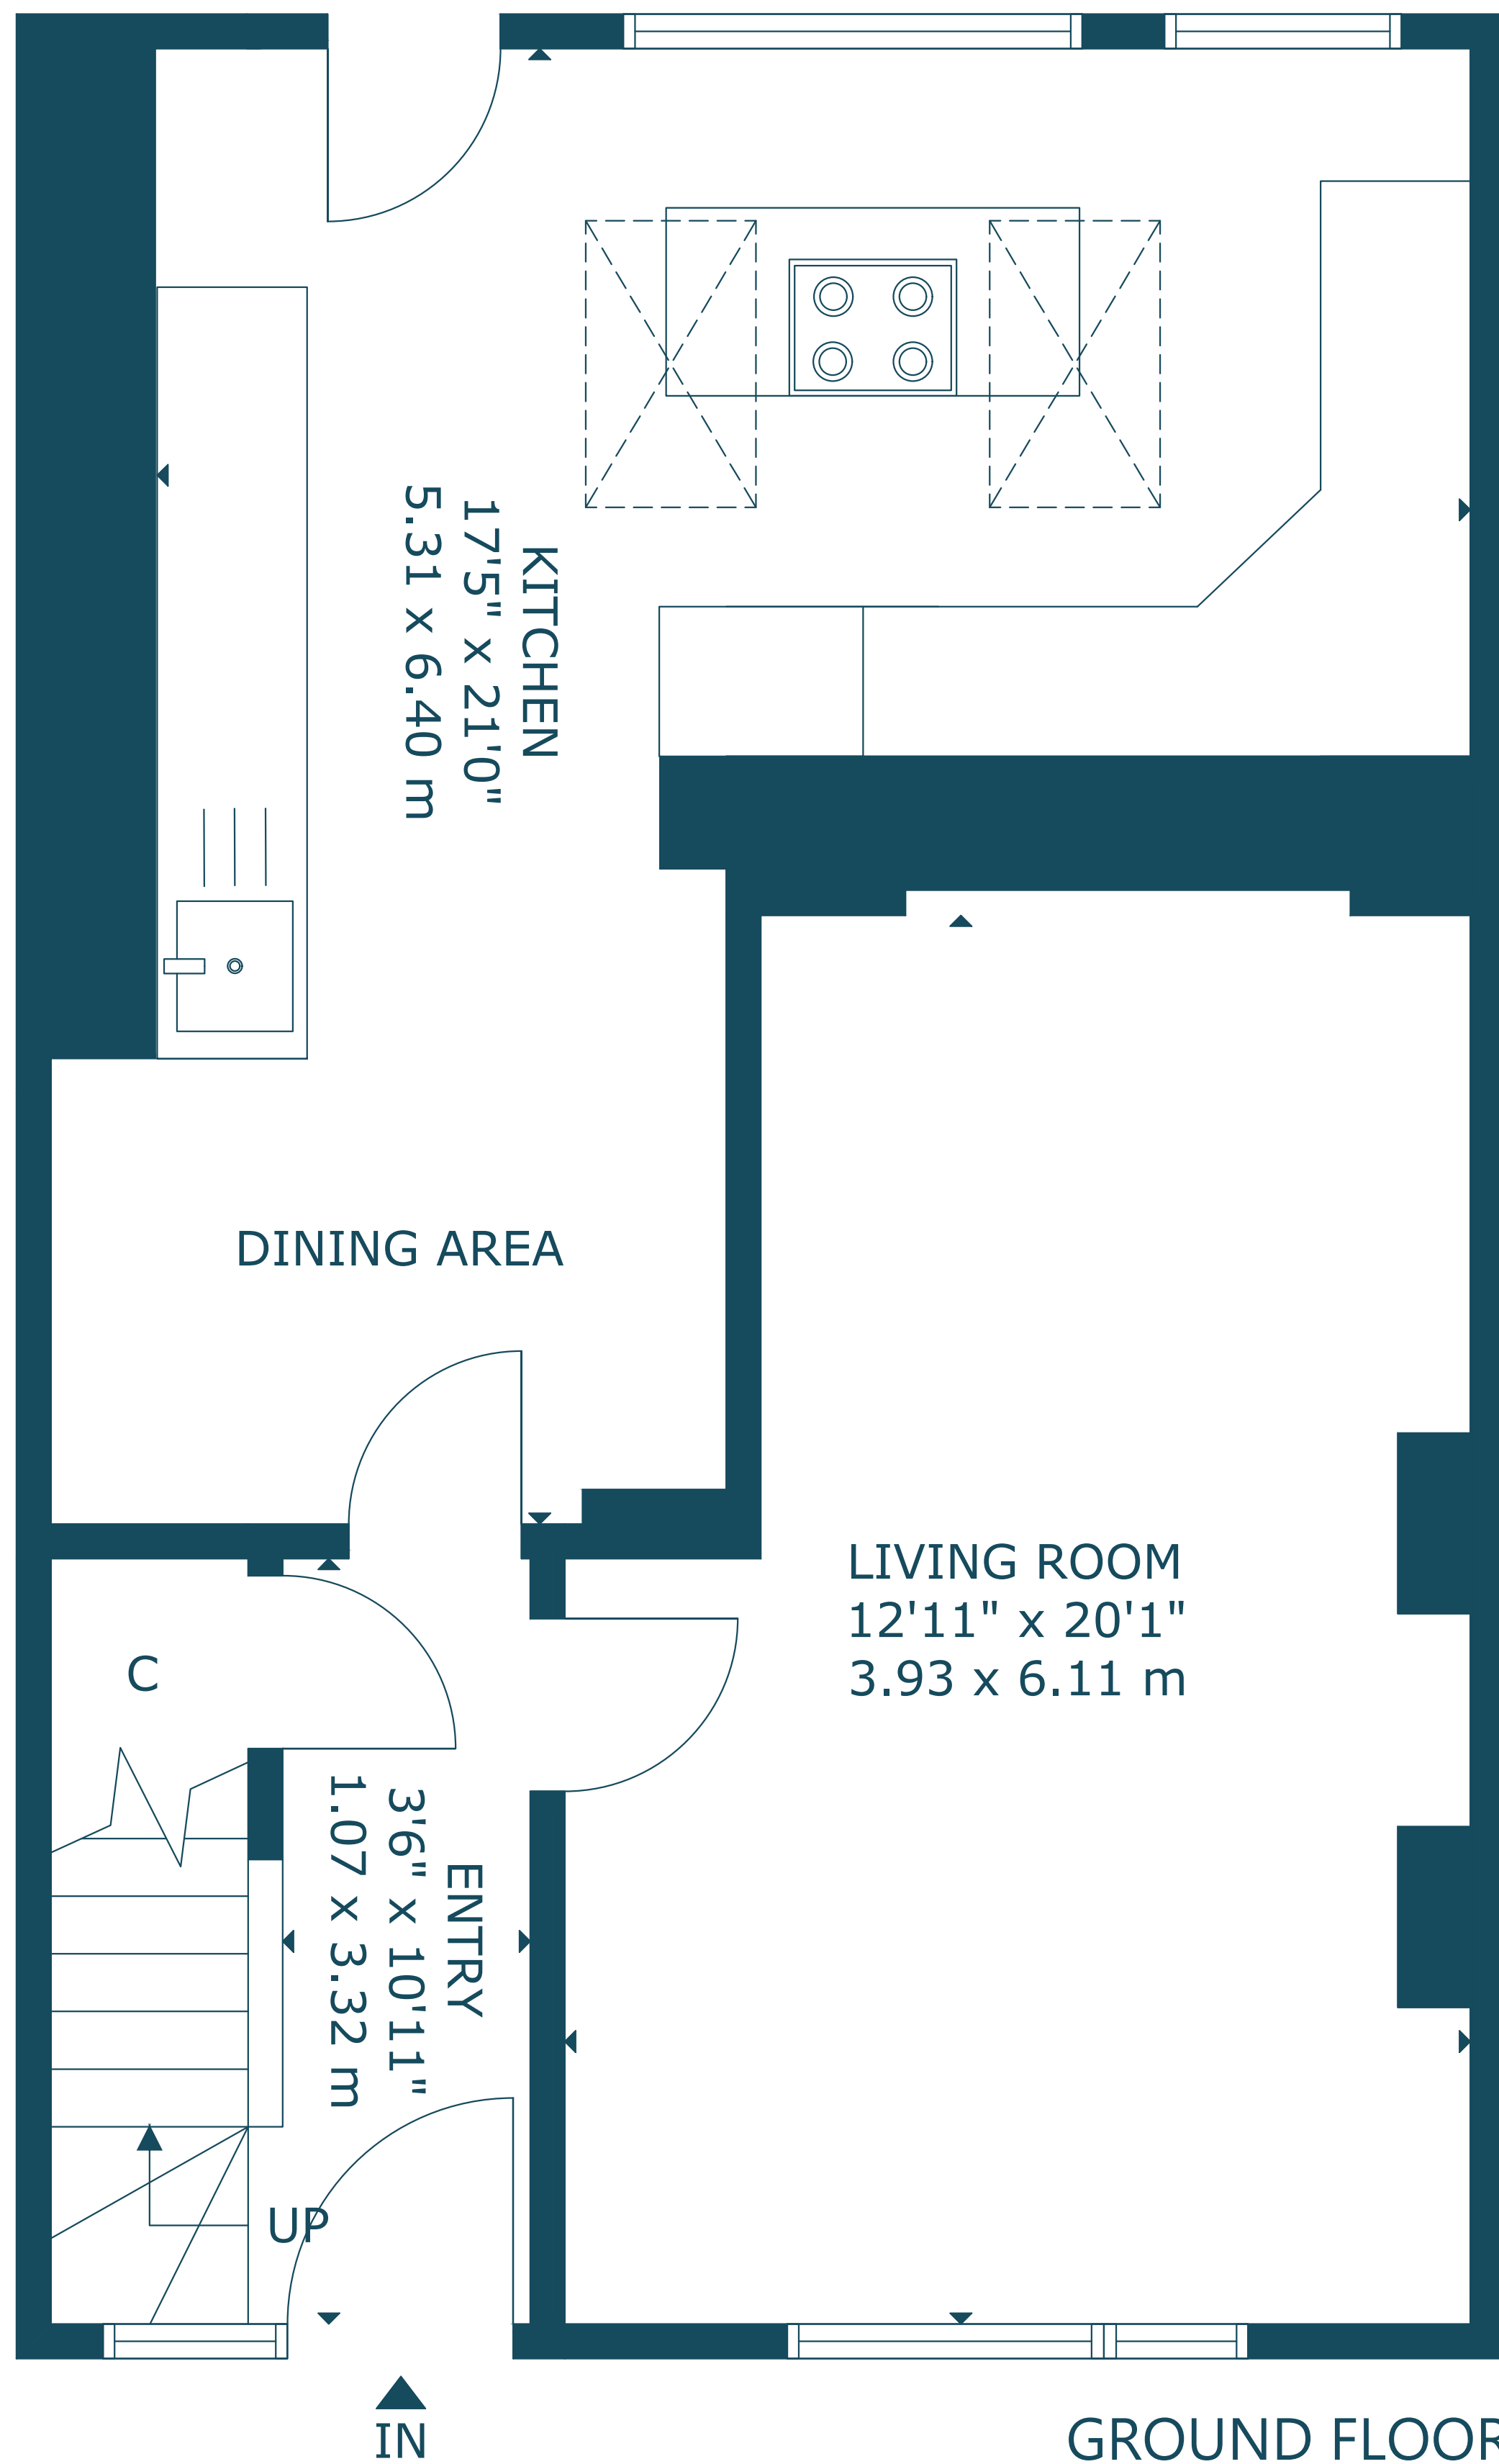 KITCHEN
17'5" x 21'0"
5.31 x 6.40 m
DINING AREA
LIVING ROOM
12'11" x 20'1"
3.93 x 6.11 m
C
ENTRY
3'6" x 10'11"
1.07 x 3.32 m
UP
IN
GROUND FLOOR